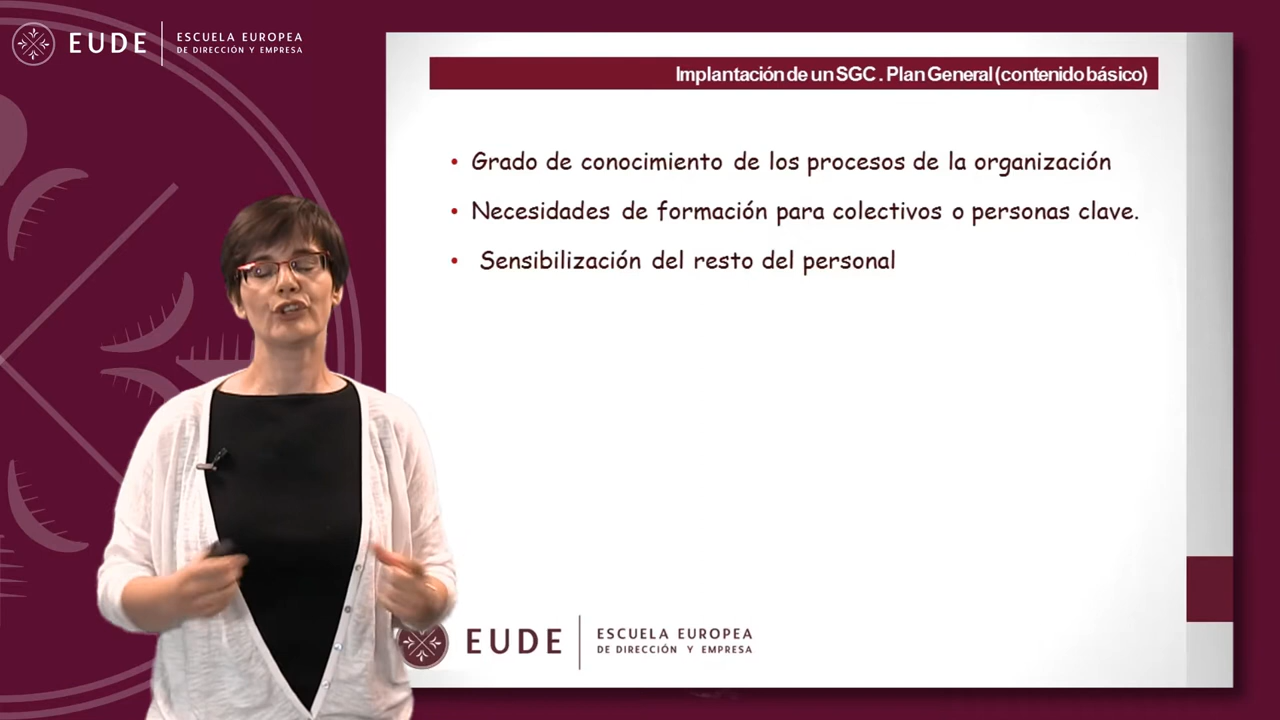 EUDE
ESCUELA EUROPEA
DE DIRECCIÓN Y EMPRESA
Implantación de un SGC . Plan General (contenido básico)
• Grado de conocimiento de los procesos de la organización
• Necesidades de formación para colectivos o personas clave.
• Sensibilización del resto del personal
EUDE
ESCUELA EUROPEA
DE DIRECCIÓN Y EMPRESA